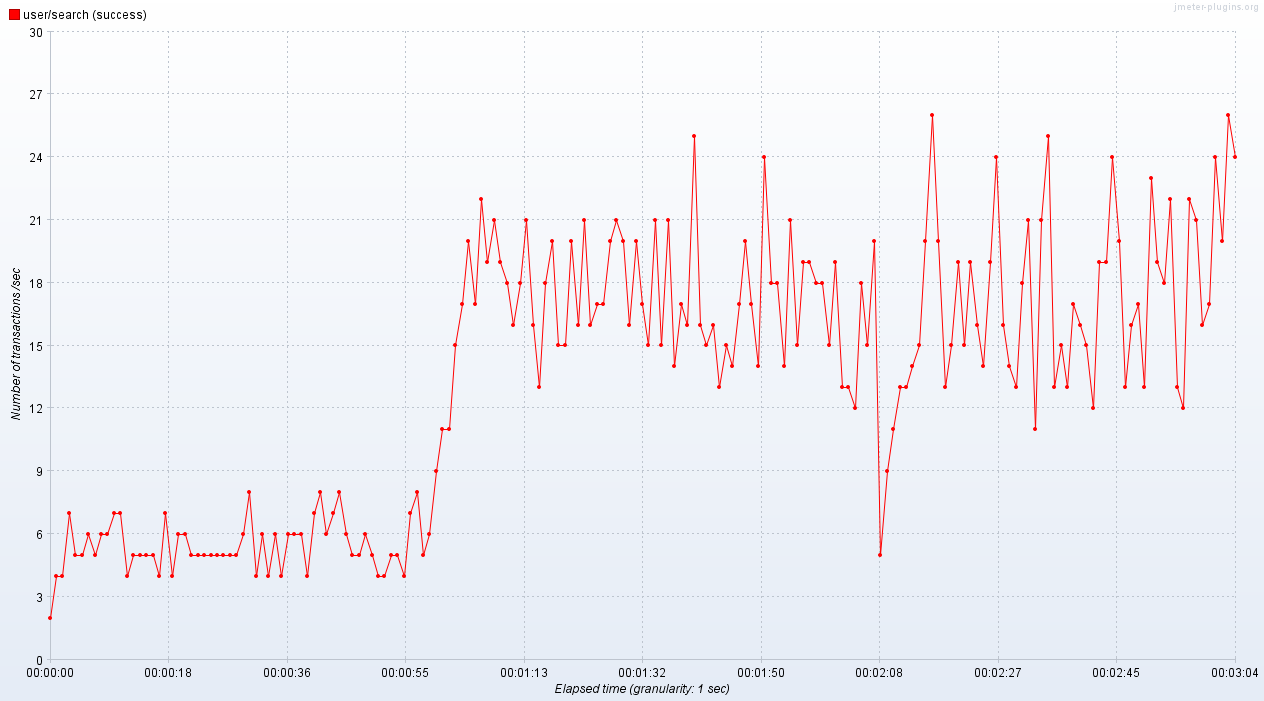 jmeter-plugins.org
user/search (success)
30
27
24
21
18
15
12
9
6
3
0
Number of transactions /sec
00:00:00 00:00:18 00:00:36 00:00:55 00:01:13 00:01:32 00:01:50 00:02:08 00:02:27 00:02:45 00:03:04
Elapsed time (granularity: 1 sec)